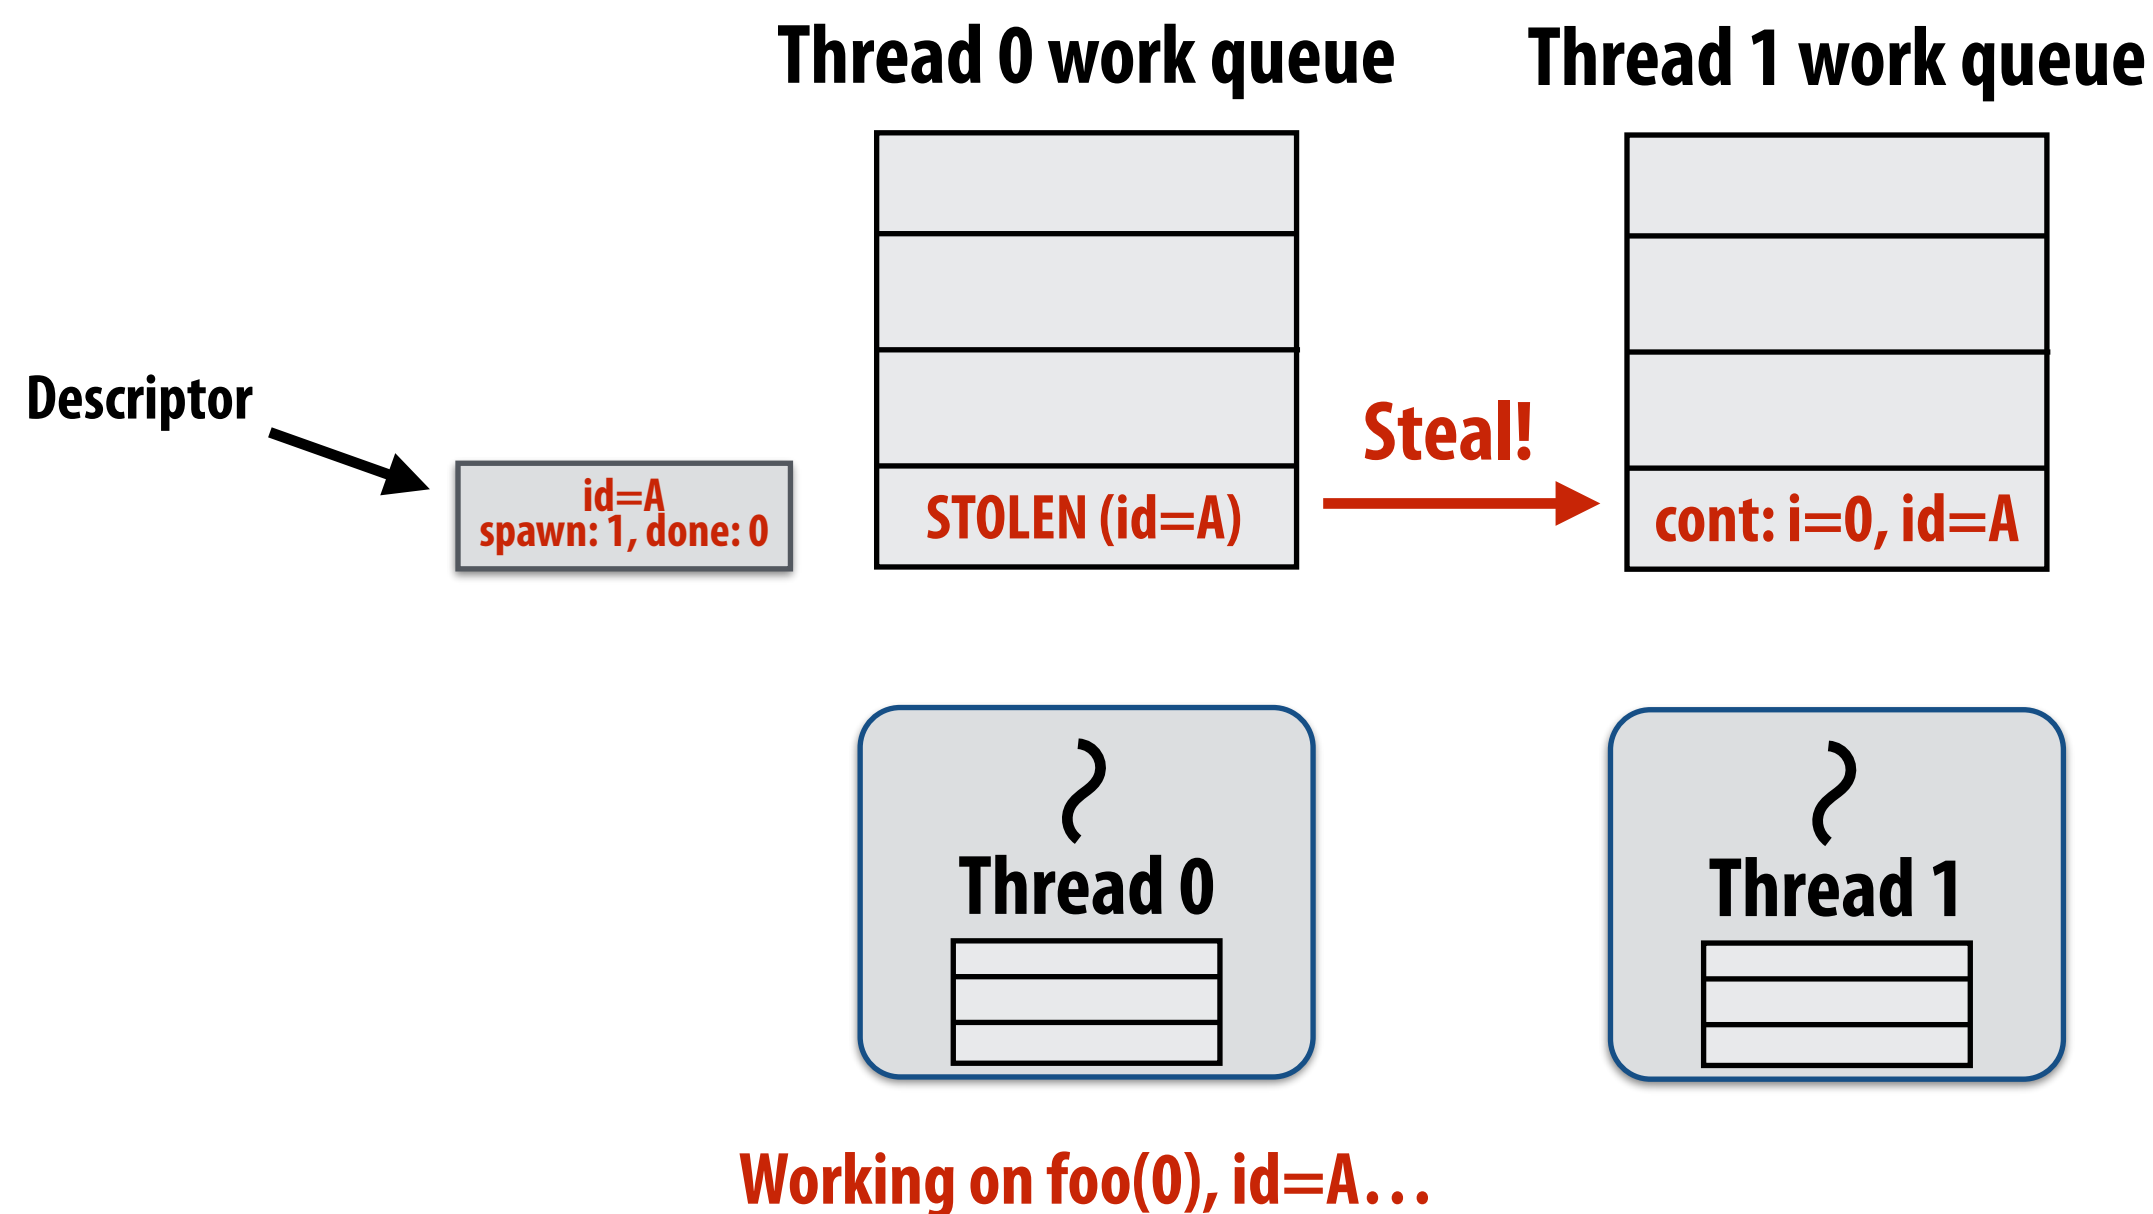 Thread 0 work queue
Thread 1 work queue
Descriptor
id=A
spawn: 1, done: 0
STOLEN (id=A)
Steal!
cont: i=0, id=A
Thread 0
Thread 1
Working on foo(0), id=A…